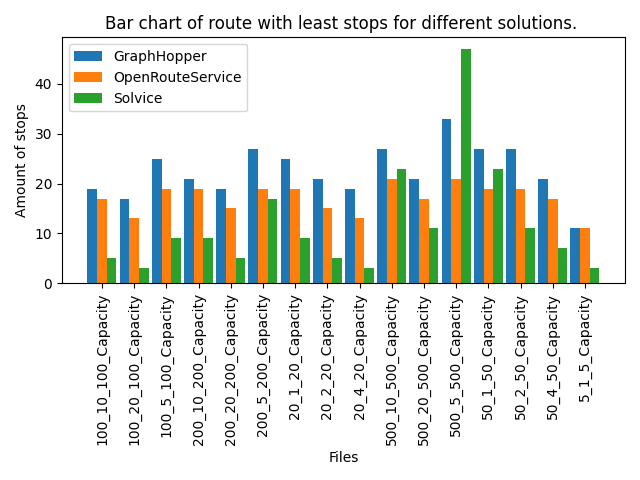 Bar chart of route with least stops for different solutions.
GraphHopper
OpenRouteService
Solvice
Amount of stops
40
30
20
10
0
100_10_100_Capacity
100_20_100_Capacity
100_5_100_Capacity
200_10_200_Capacity
200_20_200_Capacity
200_5_200_Capacity
20_1_20_Capacity
20_2_20_Capacity
20_4_20_Capacity
500_10_500_Capacity
500_20_500_Capacity
500_5_500_Capacity
50_1_50_Capacity
50_2_50_Capacity
50_4_50_Capacity
5_1_5_Capacity
Files